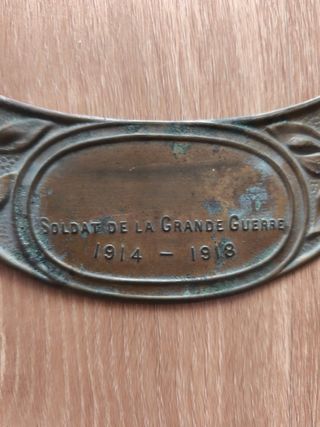 SOLDAT DE LA GRANDE GUERRE
1914 – 1918